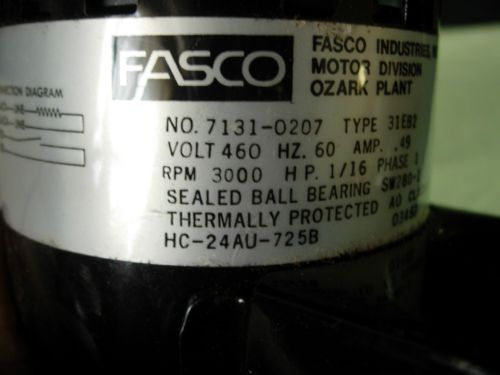 FASCO
FASCO INDUSTRIES,
MOTOR DIVISION
OZARK PLANT
DIAGRAM
NO. 7131-0207 TYPE 31EB2
VOLT 460 HZ. 60 AMP. .49
RPM 3000 H P. 1/16 PHASE 1
SEALED BALL BEARING
THERMALLY PROTECTED AO
HC-24AU-725B